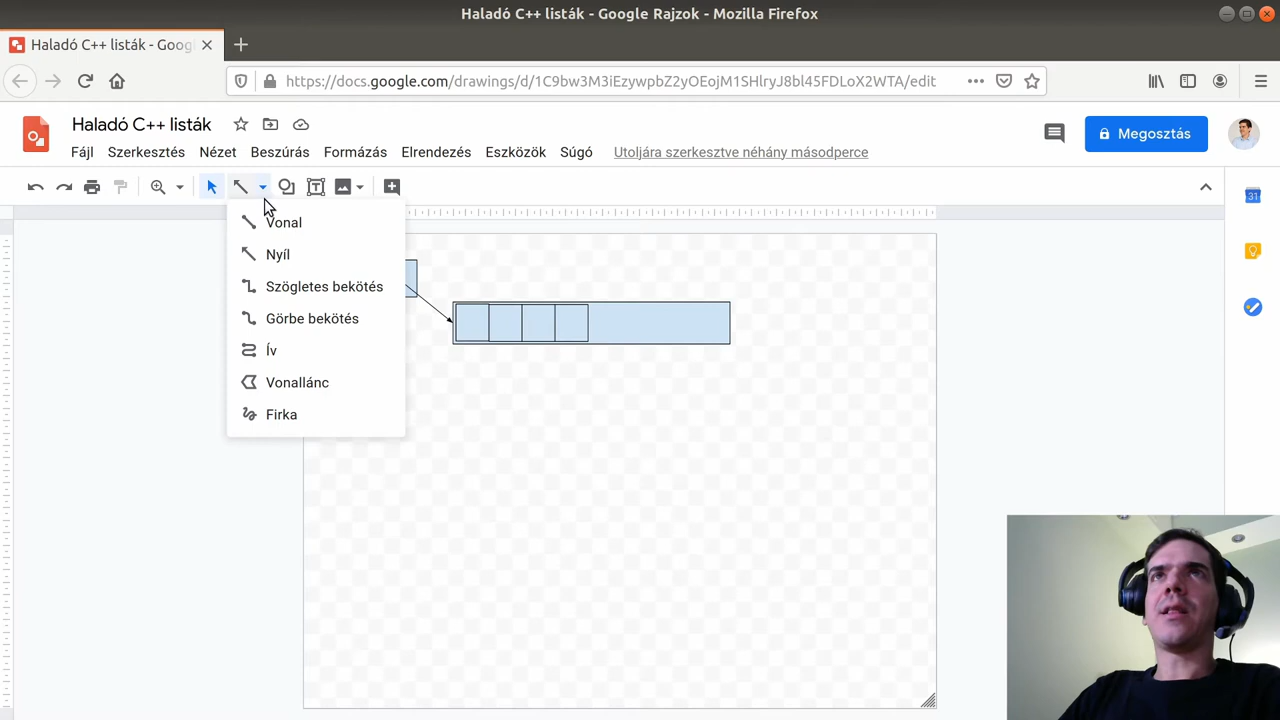 Haladó C++ listák - Google Rajzok - Mozilla Firefox
Haladó C++ listák - Goog
https://docs.google.com/drawings/d/1C9bw3M3iEzywpbZ2yOEojM1SHlryJ8bl45FDLoX2WTA/edit
Haladó C++ listák
Fájl Szerkesztés Nézet Beszúrás Formázás Elrendezés Eszközök Súgó Utoljára szerkesztve néhány másodperce
Megosztás
31
Vonal
Nyíl
Szögletes bekötés
Görbe bekötés
Ív
Vonallánc
Firka